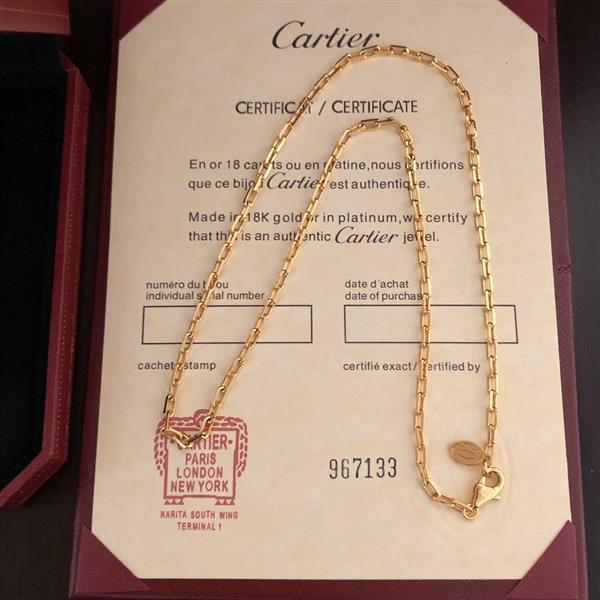 Cartier
CERTIFICAT / CERTIFICATE
En or 18 carats ou en platine, nous certifions
que ce bijou Cartier est authentique.
Made in 18K gold or in platinum, we certify
that this is an authentic Cartier jewel.
numéro du bijou
individual serial number
date d'achat
date of purchase
cachet / stamp
certifié exact / certified by
CARTIER
PARIS
LONDON
NEW YORK
NARITA SOUTH WING
TERMINAL 1
967133